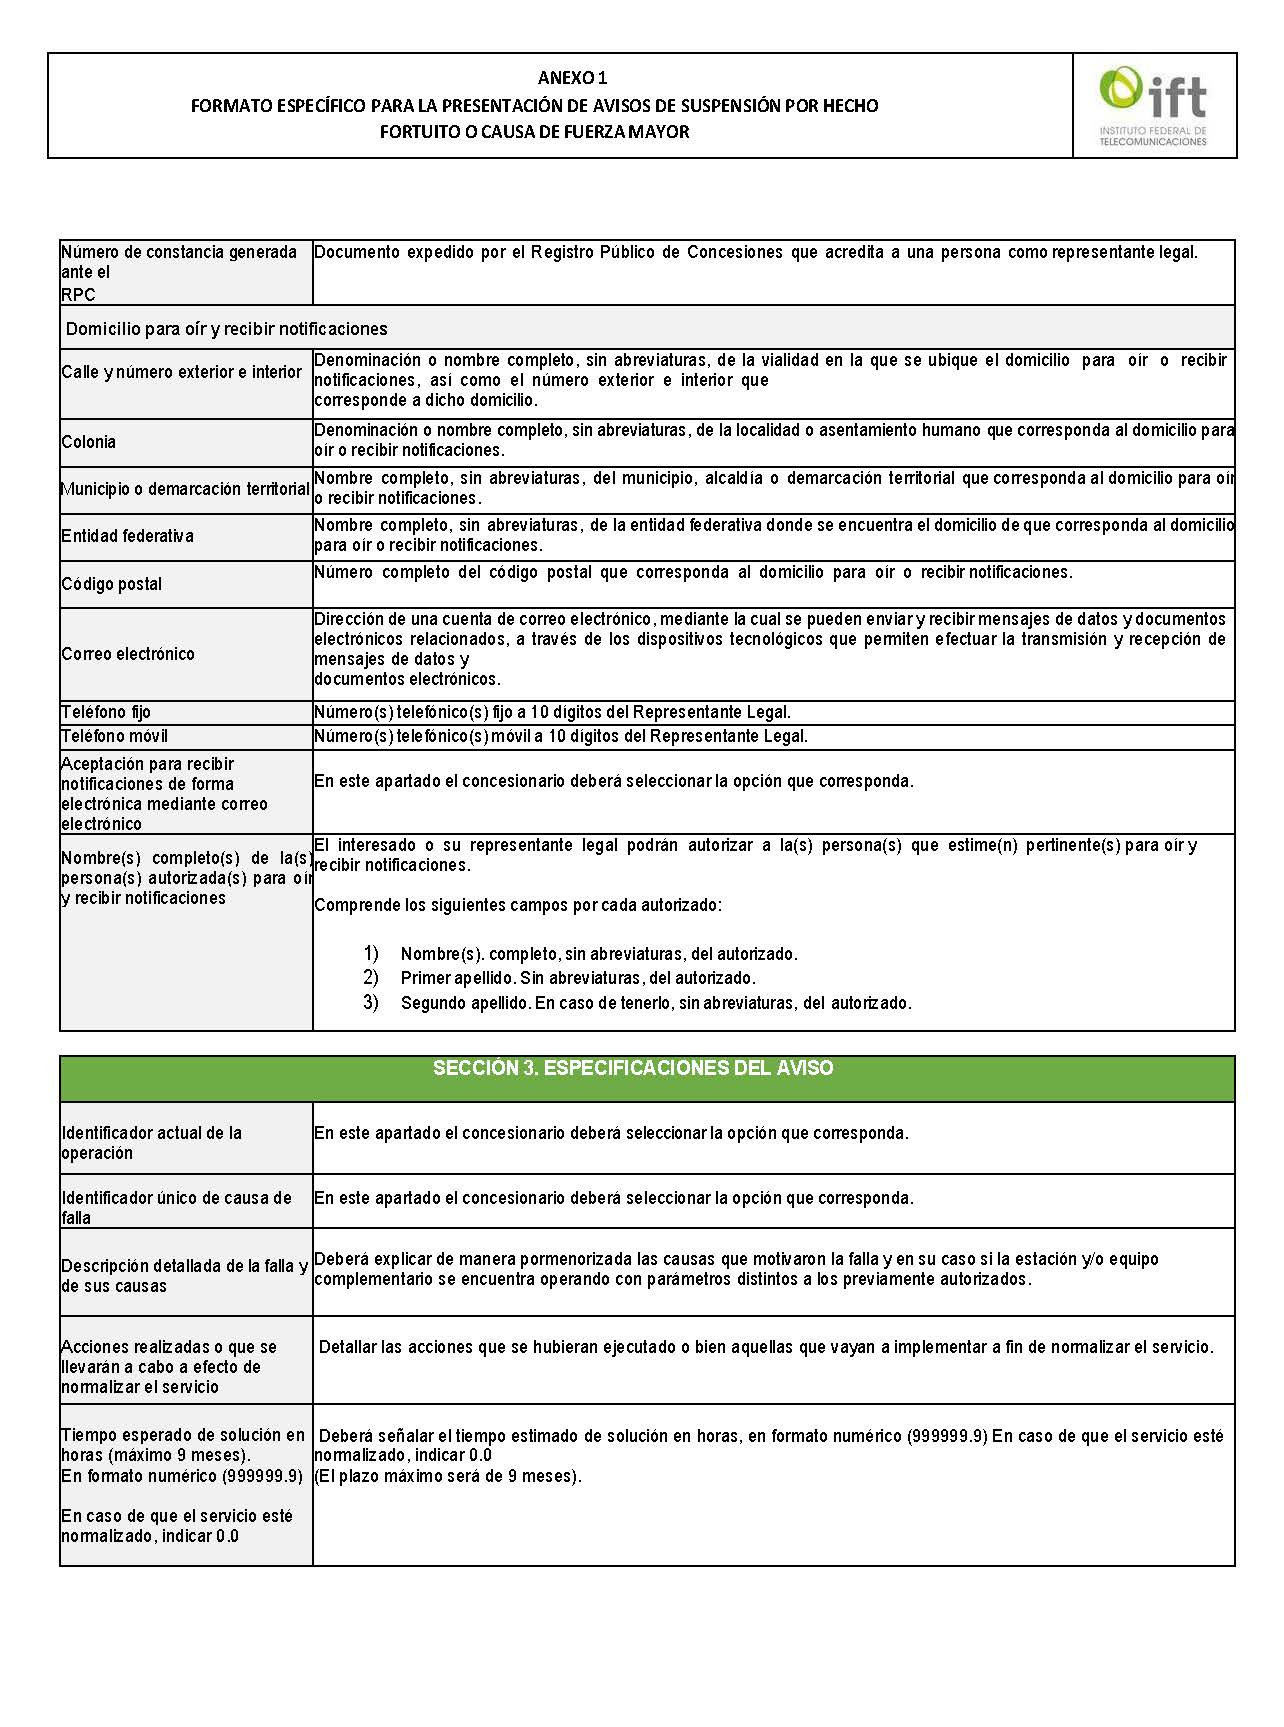 ANEXO 1
FORMATO ESPECÍFICO PARA LA PRESENTACIÓN DE AVISOS DE SUSPENSIÓN POR HECHO
FORTUITO O CAUSA DE FUERZA MAYOR
ift
INSTITUTO FEDERAL DE
TELECOMUNICACIONES
Número de constancia generada
ante el
RPC
Documento expedido por el Registro Público de Concesiones que acredita a una persona como representante legal.
Domicilio para oír y recibir notificaciones
Calle y número exterior e interior
Denominación o nombre completo, sin abreviaturas, de la vialidad en la que se ubique el domicilio para oír o recibir
notificaciones, así como el número exterior e interior que
corresponde a dicho domicilio.
Colonia
Denominación o nombre completo, sin abreviaturas, de la localidad o asentamiento humano que corresponda al domicilio para
oír o recibir notificaciones.
Municipio o demarcación territorial
Nombre completo, sin abreviaturas, del municipio, alcaldía o demarcación territorial que corresponda al domicilio para oír
o recibir notificaciones.
Entidad federativa
Nombre completo, sin abreviaturas, de la entidad federativa donde se encuentra el domicilio de que corresponda al domicilio
para oír o recibir notificaciones.
Código postal
Número completo del código postal que corresponda al domicilio para oír o recibir notificaciones.
Correo electrónico
Dirección de una cuenta de correo electrónico, mediante la cual se pueden enviar y recibir mensajes de datos y documentos
electrónicos relacionados, a través de los dispositivos tecnológicos que permiten efectuar la transmisión y recepción de
mensajes de datos y
documentos electrónicos.
Teléfono fijo
Número(s) telefónico(s) fijo a 10 dígitos del Representante Legal.
Teléfono móvil
Número(s) telefónico(s) móvil a 10 dígitos del Representante Legal.
Aceptación para recibir
notificaciones de forma
electrónica mediante correo
electrónico
En este apartado el concesionario deberá seleccionar la opción que corresponda.
Nombre(s) completo(s) de la(s)
persona(s) autorizada(s) para oír
y recibir notificaciones
El interesado o su representante legal podrán autorizar a la(s) persona(s) que estime(n) pertinente(s) para oír y
recibir notificaciones.
Comprende los siguientes campos por cada autorizado:
1) Nombre(s). completo, sin abreviaturas, del autorizado.
2) Primer apellido. Sin abreviaturas, del autorizado.
3) Segundo apellido. En caso de tenerlo, sin abreviaturas, del autorizado.
SECCIÓN 3. ESPECIFICACIONES DEL AVISO
Identificador actual de la
operación
En este apartado el concesionario deberá seleccionar la opción que corresponda.
Identificador único de causa de
falla
En este apartado el concesionario deberá seleccionar la opción que corresponda.
Descripción detallada de la falla y
de sus causas
Deberá explicar de manera pormenorizada las causas que motivaron la falla y en su caso si la estación y/o equipo
complementario se encuentra operando con parámetros distintos a los previamente autorizados.
Acciones realizadas o que se
llevarán a cabo a efecto de
normalizar el servicio
Detallar las acciones que se hubieran ejecutado o bien aquellas que vayan a implementar a fin de normalizar el servicio.
Tiempo esperado de solución en
horas (máximo 9 meses).
En formato numérico (999999.9)
En caso de que el servicio esté
normalizado, indicar 0.0
Deberá señalar el tiempo estimado de solución en horas, en formato numérico (999999.9) En caso de que el servicio esté
normalizado, indicar 0.0
(El plazo máximo será de 9 meses).